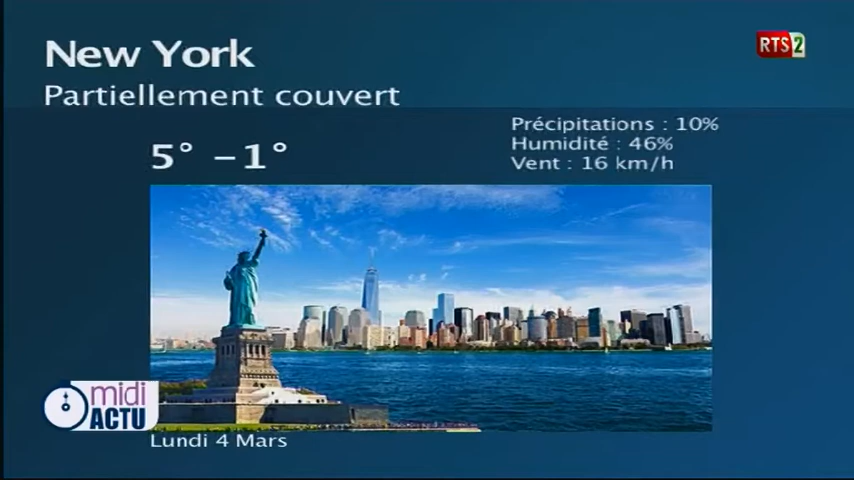 New York
RTS2
Partiellement couvert
Précipitations : 10%
Humidité : 46%
Vent : 16 km/h
5° -1°
midi
ACTU
Lundi 4 Mars